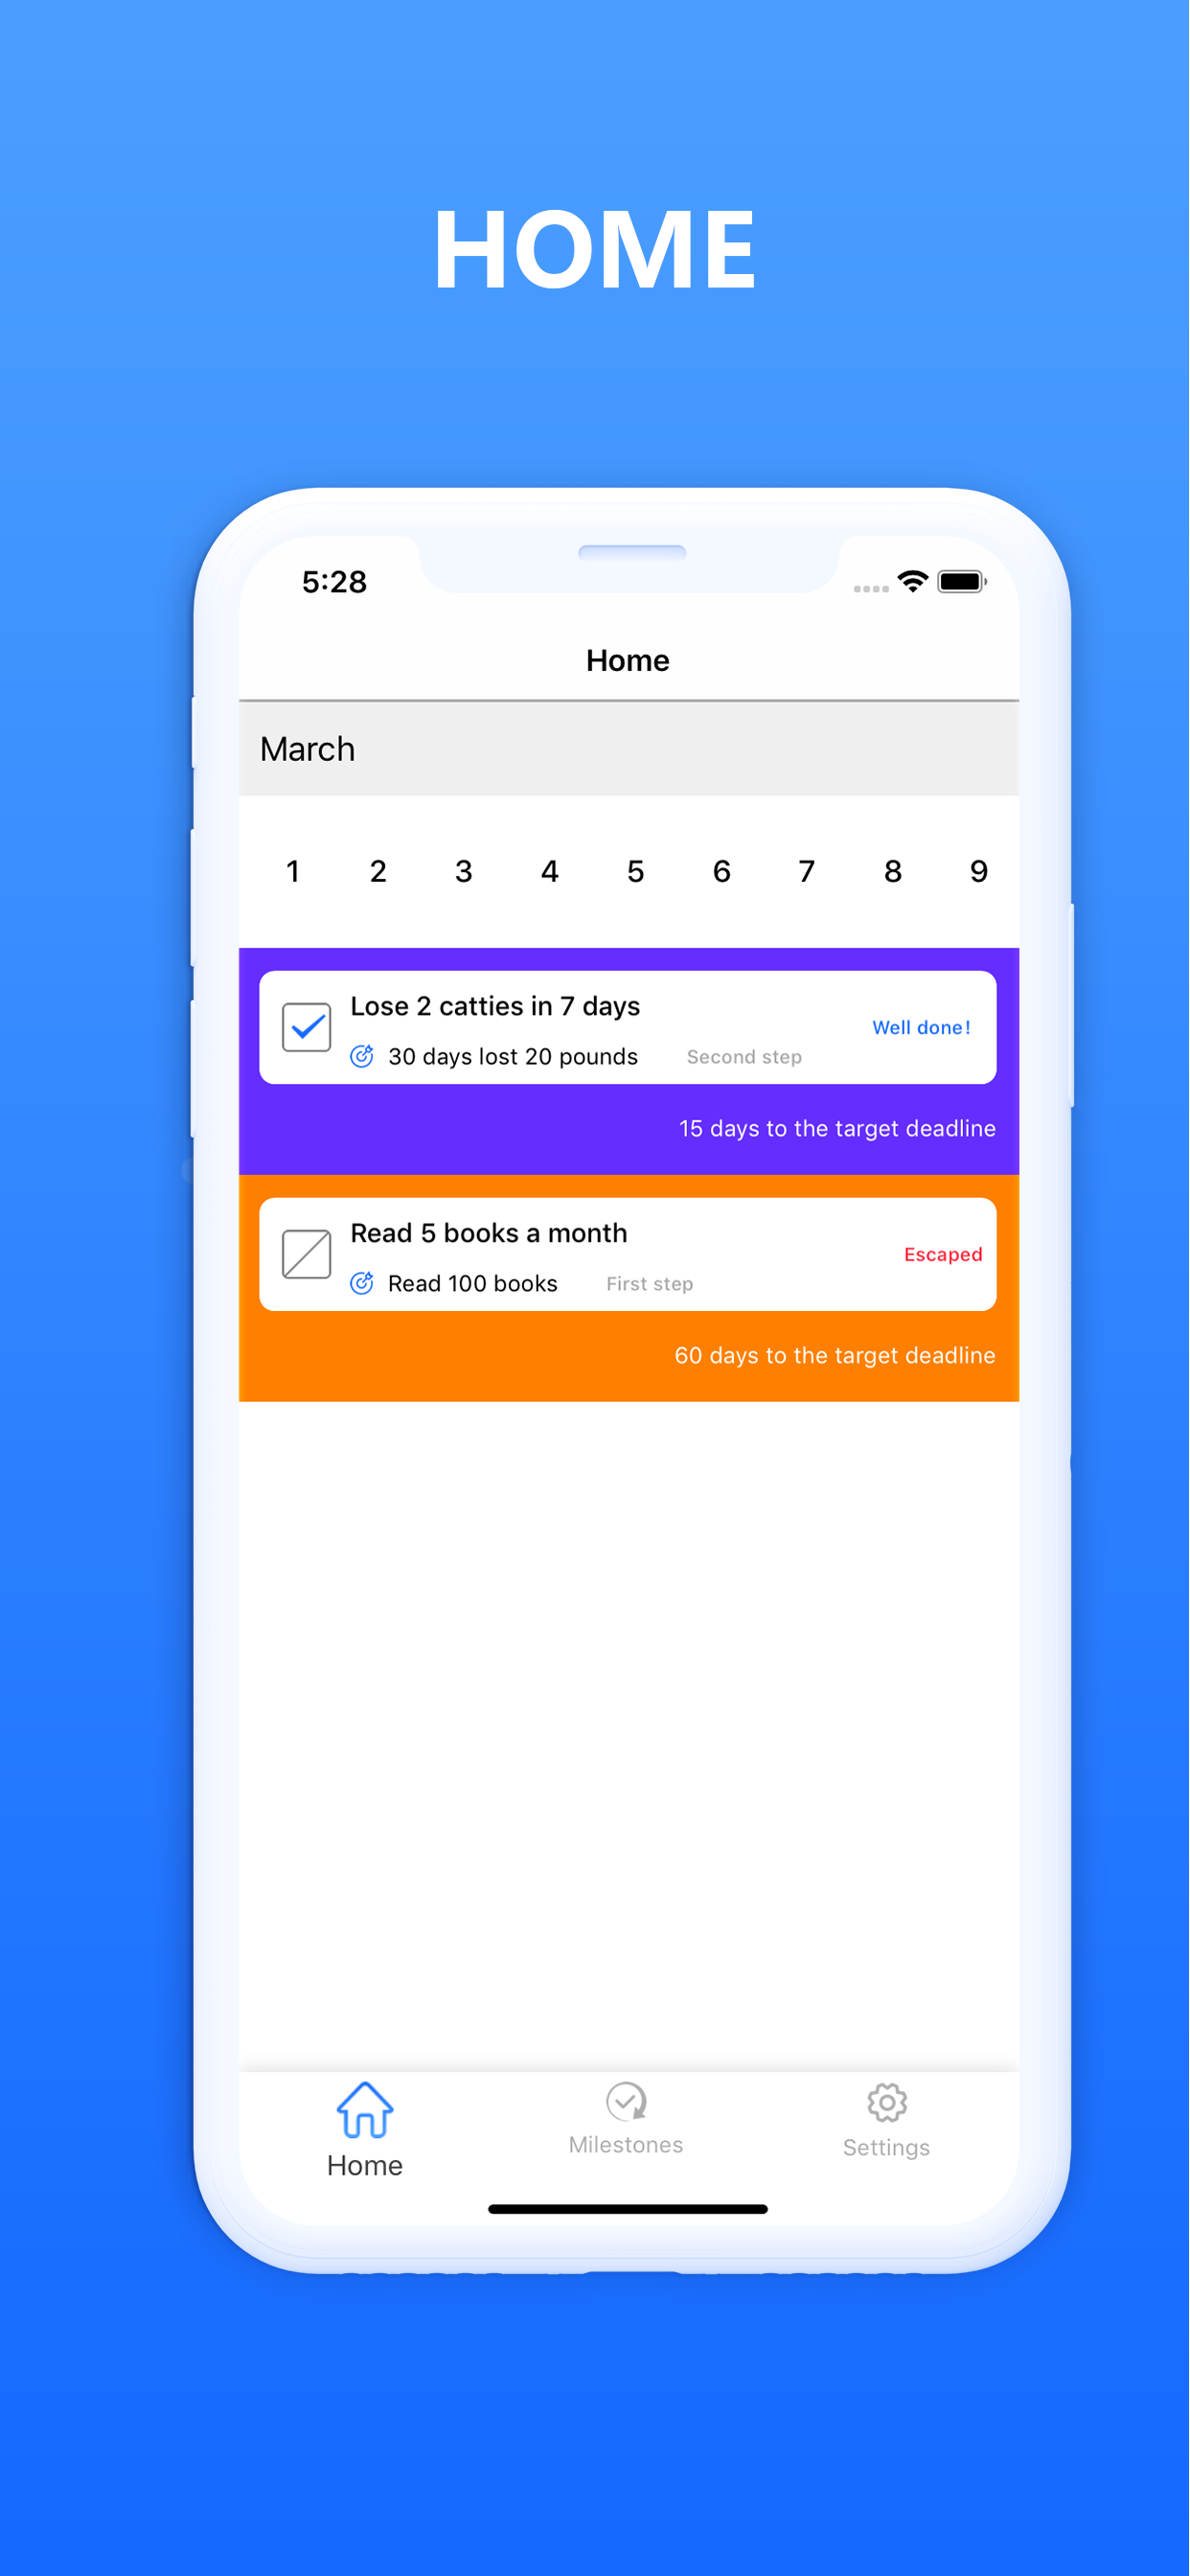 HOME
5:28
Home
March
1 2 3 4 5 6 7 8 9
Lose 2 catties in 7 days
Well done!
30 days lost 20 pounds Second step
15 days to the target deadline
Read 5 books a month
Escaped
Read 100 books First step
60 days to the target deadline
Home Milestones Settings